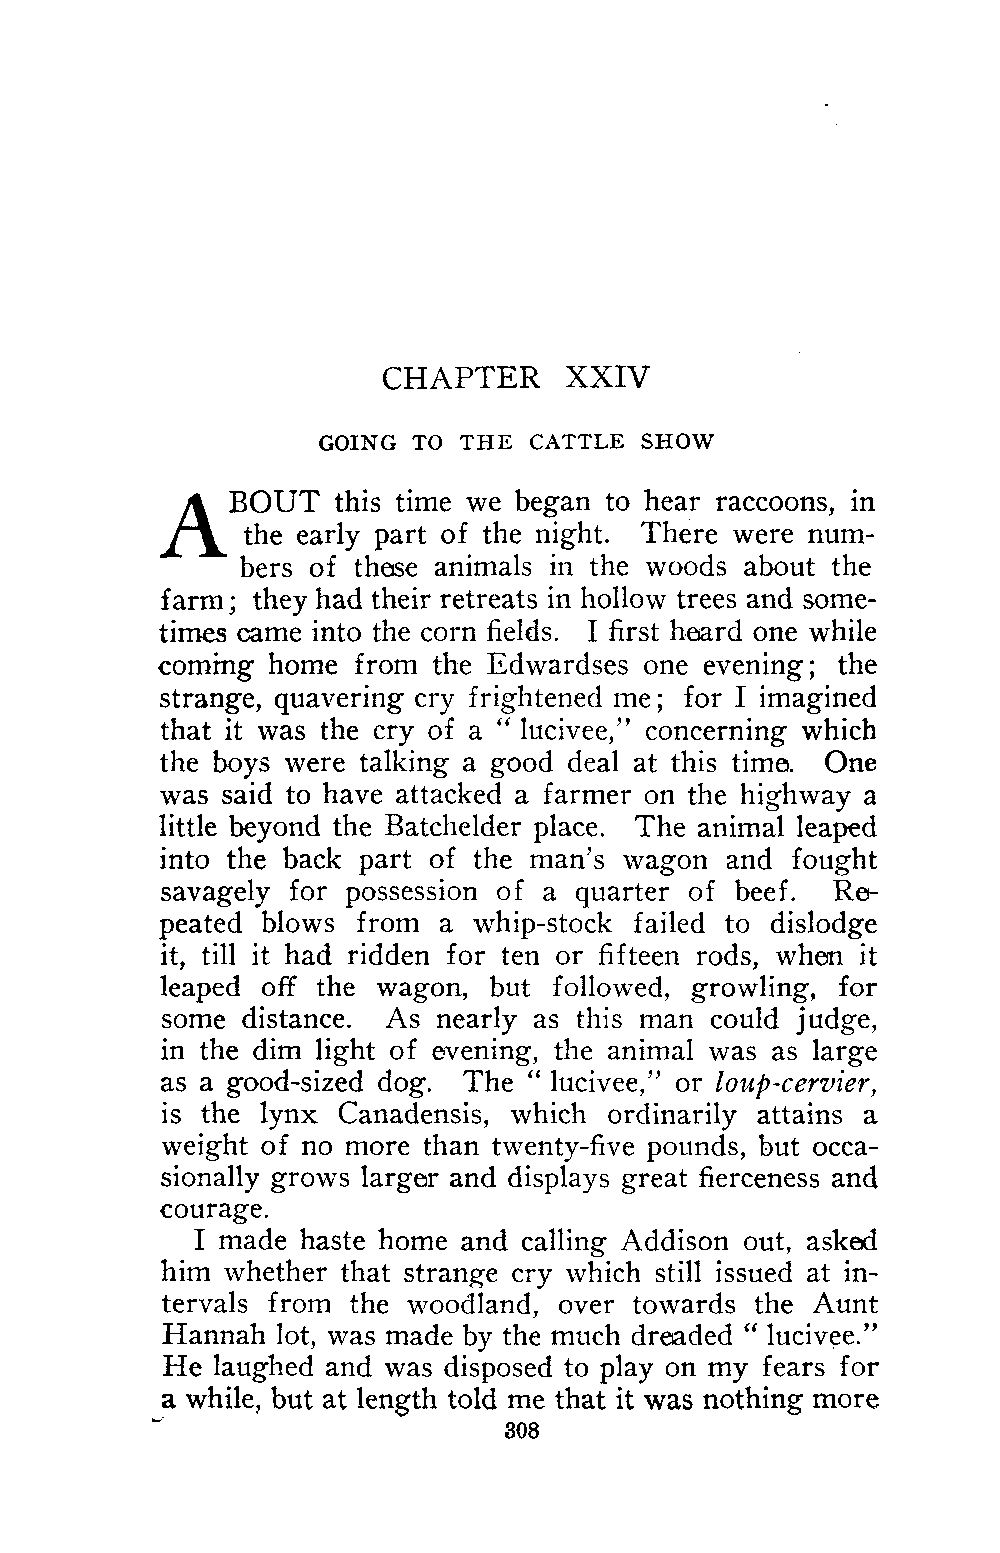 CHAPTER XXIV
GOING TO THE CATTLE SHOW
ABOUT this time we began to hear raccoons, in
the early part of the night. There were num-
bers of these animals in the woods about the
farm; they had their retreats in hollow trees and some-
times came into the corn fields. I first heard one while
coming home from the Edwardses one evening; the
strange, quavering cry frightened me; for I imagined
that it was the cry of a “ lucivee,” concerning which
the boys were talking a good deal at this time. One
was said to have attacked a farmer on the highway a
little beyond the Batchelder place. The animal leaped
into the back part of the man's wagon and fought
savagely for possession of a quarter of beef. Re-
peated blows from a whip-stock failed to dislodge
it, till it had ridden for ten or fifteen rods, when it
leaped off the wagon, but followed, growling, for
some distance. As nearly as this man could judge,
in the dim light of evening, the animal was as large
as a good-sized dog. The “ lucivee,” or loup-cervier,
is the lynx Canadensis, which ordinarily attains a
weight of no more than twenty-five pounds, but occa-
sionally grows larger and displays great fierceness and
courage.
I made haste home and calling Addison out, asked
him whether that strange cry which still issued at in-
tervals from the woodland, over towards the Aunt
Hannah lot, was made by the much dreaded “ lucivee.”
He laughed and was disposed to play on my fears for
a while, but at length told me that it was nothing more
308